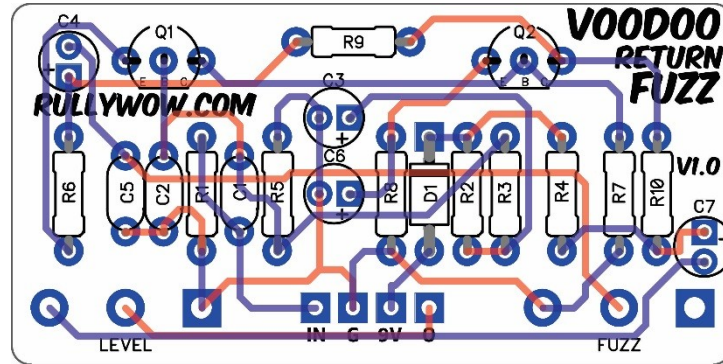 C4
Q1
Q2
VOODOO
RETURN
FUZZ
R9
E B C
E B C
+
RULLYWOW.COM
C3
+
C6
+
V1.0
R6
C5
C2
R1
C1
R5
R8
D1
R2
R3
R4
R7
R10
C7
+
IN G 9V O
LEVEL
FUZZ